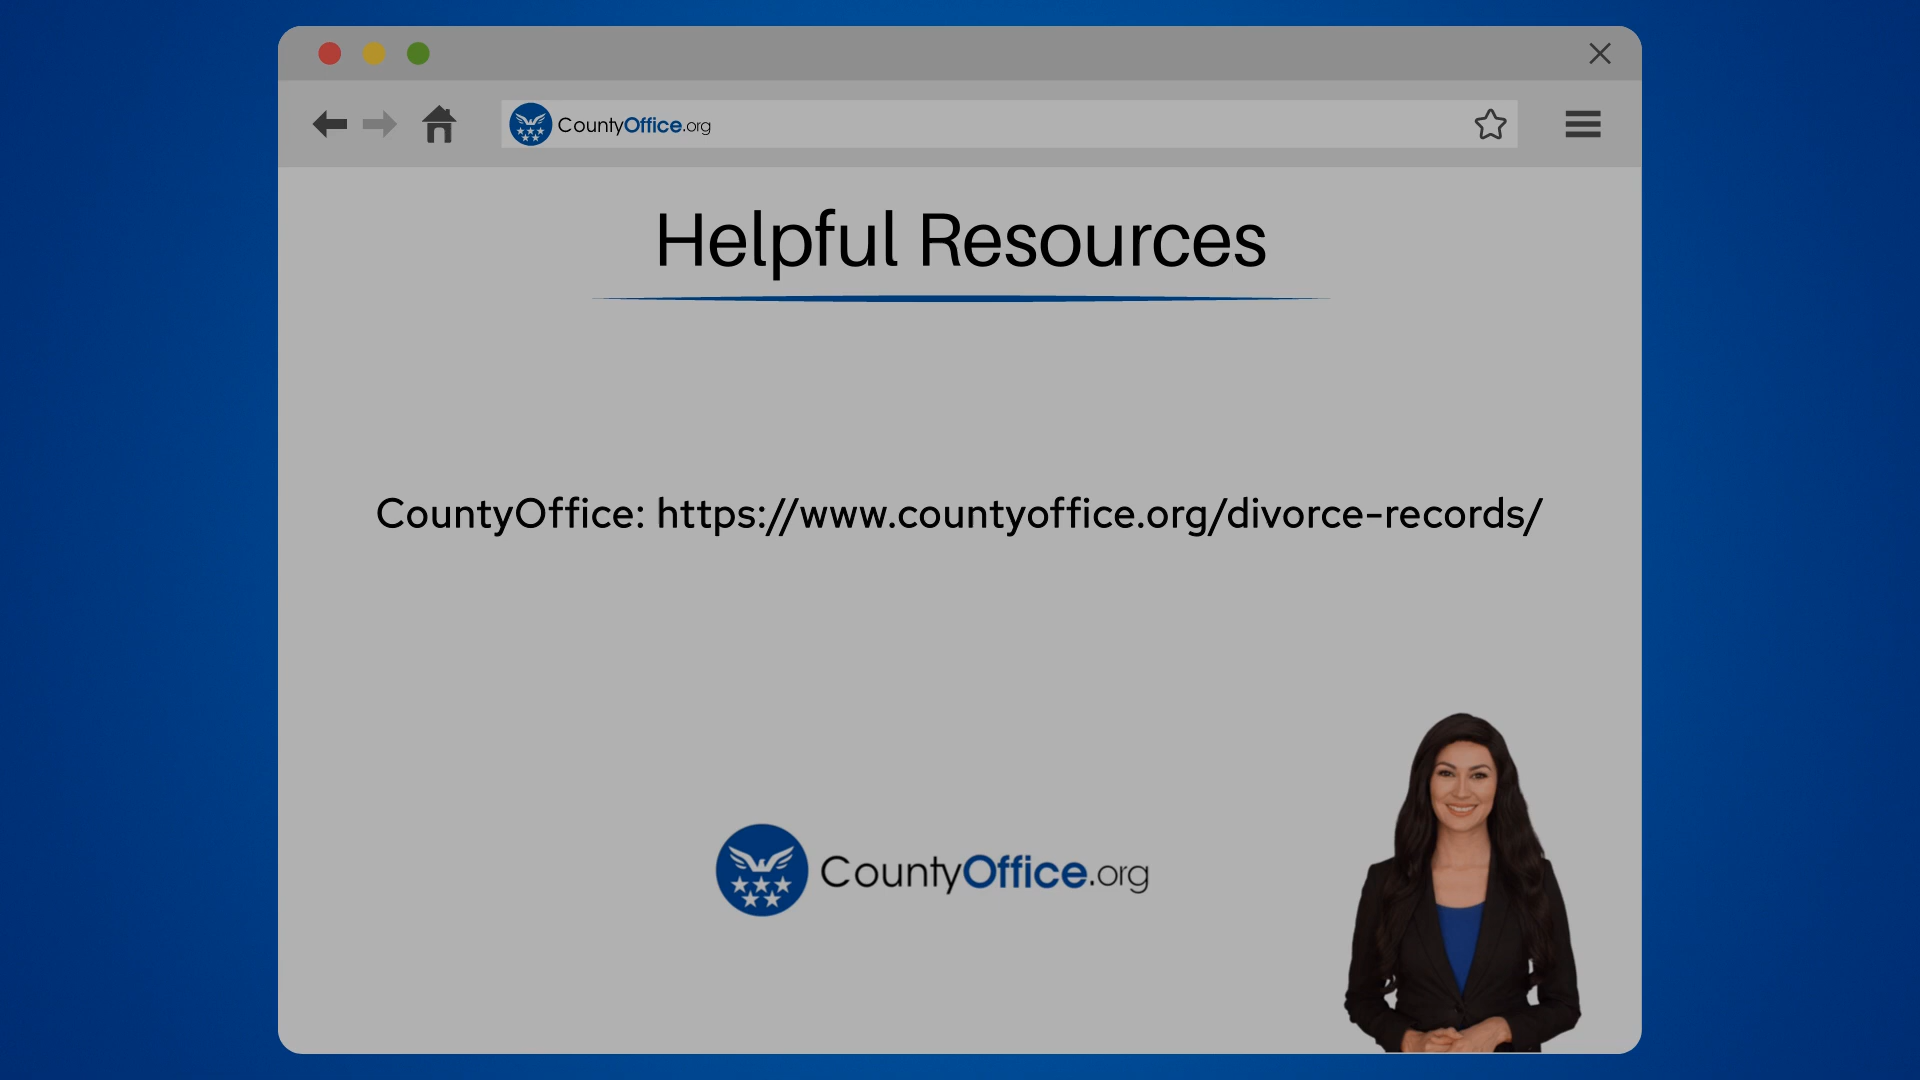 CountyOffice.org
Helpful Resources
CountyOffice: https://www.countyoffice.org/divorce-records/
CountyOffice.org